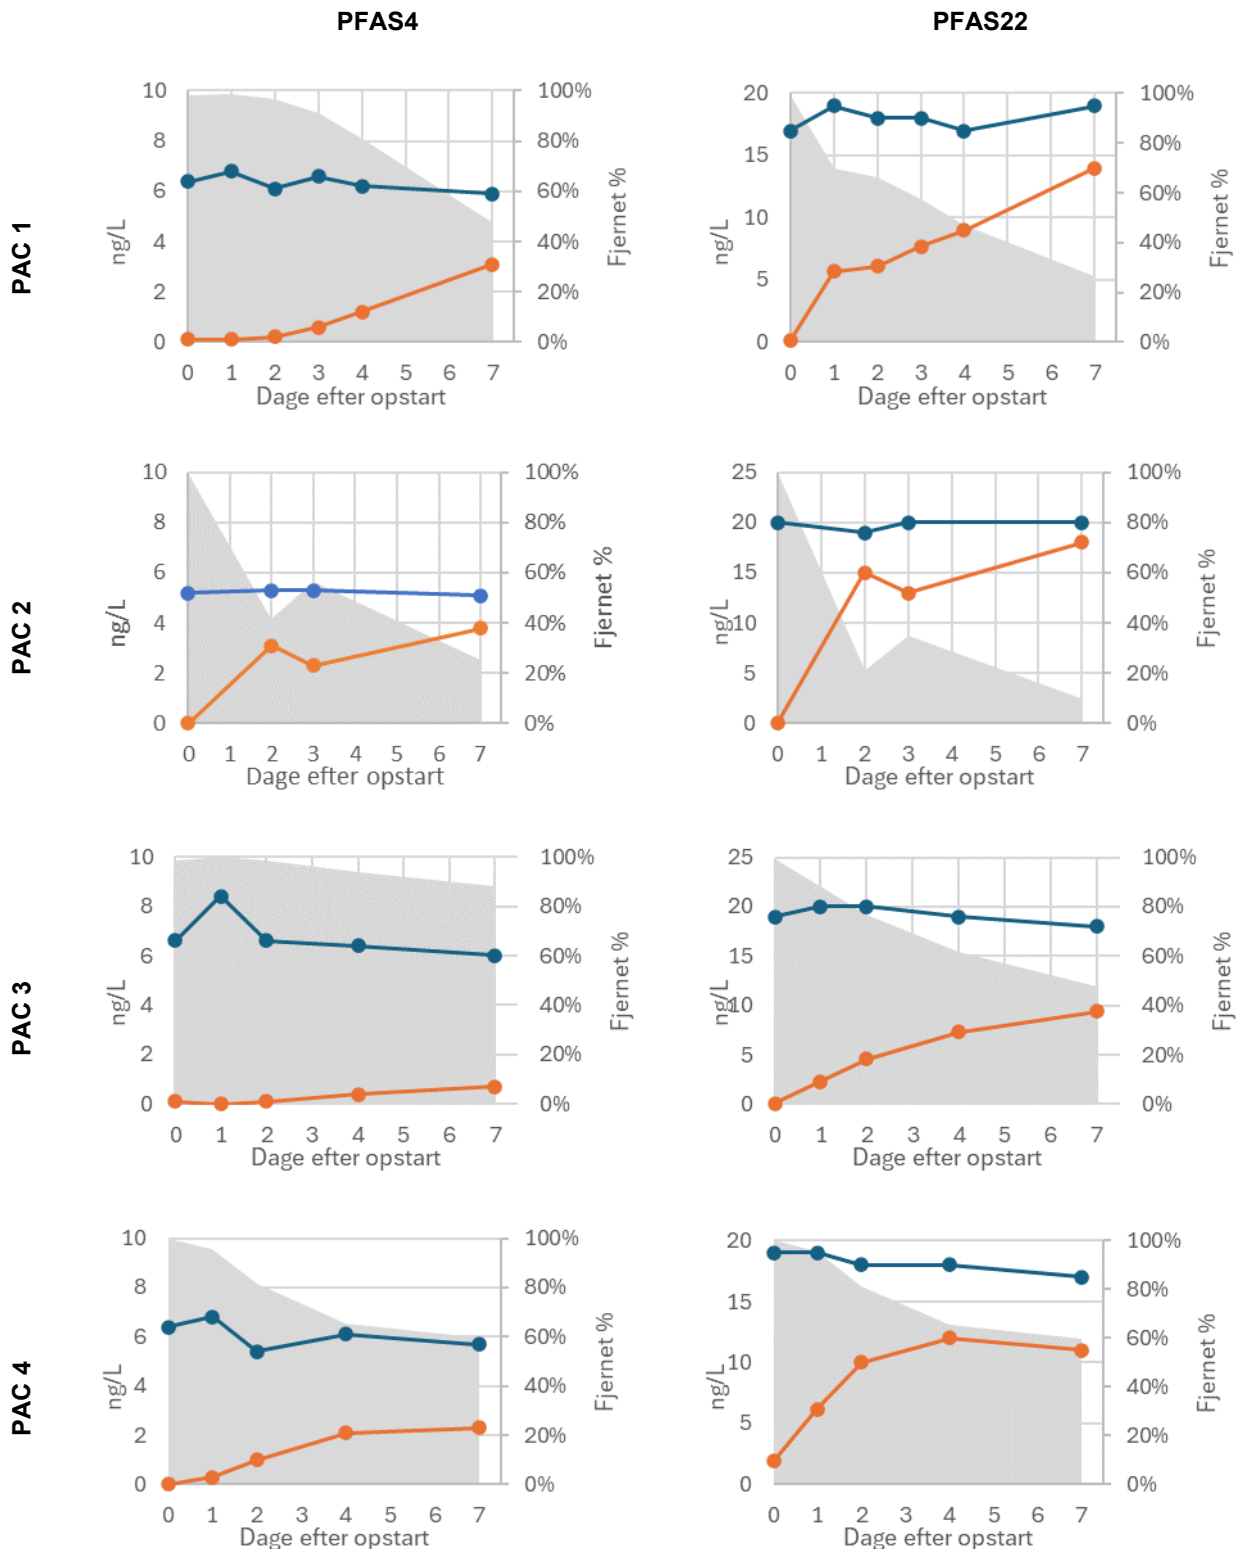 PFAS4 PFAS22
PAC 1
10 100% 20 100%
8 80% 80%
15
6 60% 60%
10
4 40% 40%
5
2 20% 20%
0 0% 0 0%
ng/L Fjernet % ng/L Fjernet %
0 1 2 3 4 5 6 7 0 1 2 3 4 5 6 7
Dage efter opstart Dage efter opstart
PAC 2
10 100% 25 100%
8 80% 20 80%
6 60% 15 60%
4 40% 10 40%
2 20% 5 20%
0 0% 0 0%
ng/L Fjernet % ng/L Fjernet %
0 1 2 3 4 5 6 7 0 1 2 3 4 5 6 7
Dage efter opstart Dage efter opstart
PAC 3
10 100% 25 100%
8 80% 20 80%
6 60% 15 60%
4 40% 10 40%
2 20% 5 20%
0 0% 0 0%
ng/L Fjernet % ng/L Fjernet %
0 1 2 3 4 5 6 7 0 1 2 3 4 5 6 7
Dage efter opstart Dage efter opstart
PAC 4
10 100% 20 100%
8 80% 80%
15
6 60% 60%
10
4 40% 40%
5
2 20% 20%
0 0% 0 0%
ng/L Fjernet % ng/L Fjernet %
0 1 2 3 4 5 6 7 0 1 2 3 4 5 6 7
Dage efter opstart Dage efter opstart